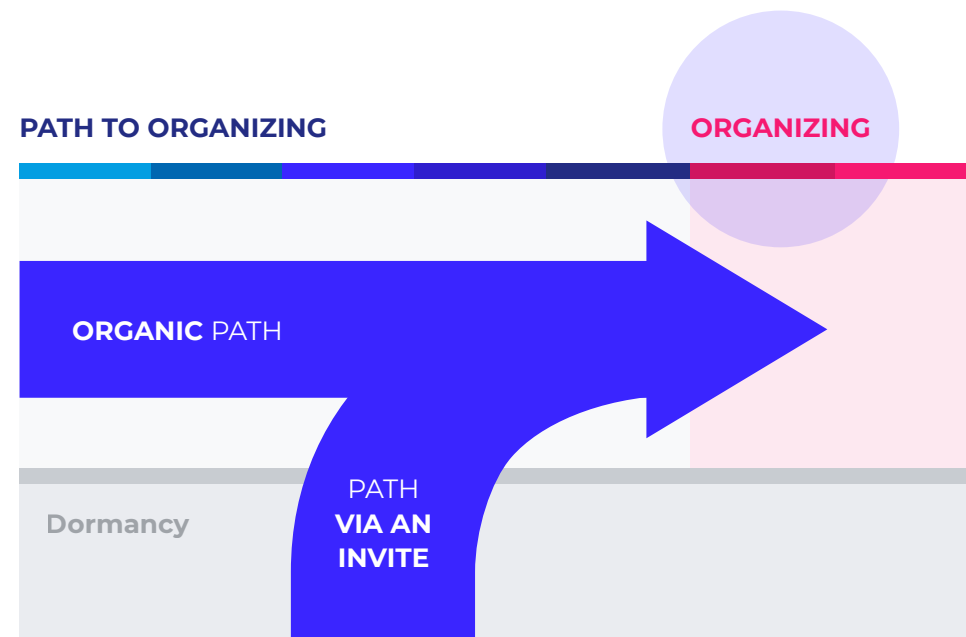 PATH TO ORGANIZING
ORGANIZING
ORGANIC PATH
PATH
VIA AN
INVITE
Dormancy